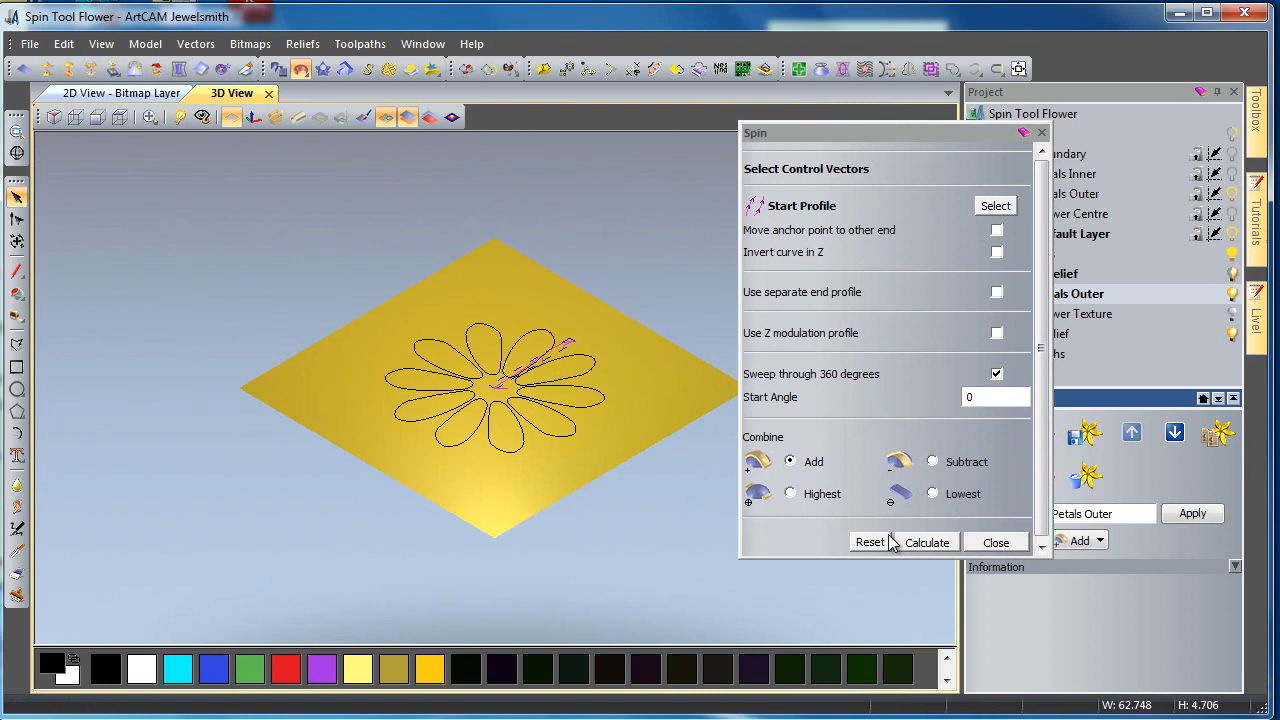 Spin Tool Flower - ArtCAM Jewelsmith
File Edit View Model Vectors Bitmaps Reliefs Toolpaths Window Help
2D View - Bitmap Layer 3D View
Project
Spin Tool Flower
Spin
Select Control Vectors
Start Profile Select
Move anchor point to other end
Invert curve in Z
Use separate end profile
Use Z modulation profile
Sweep through 360 degrees
Start Angle 0
Combine
Add Subtract
Highest Lowest
Reset Calculate Close
ndary
als Inner
als Outer
wer Centre
fault Layer
s
elief
als Outer
wer Texture
ief
hs
Petals Outer Apply
Add
Information
Toolbox
Tutorials
Live!
W: 62.748 H: 4.706